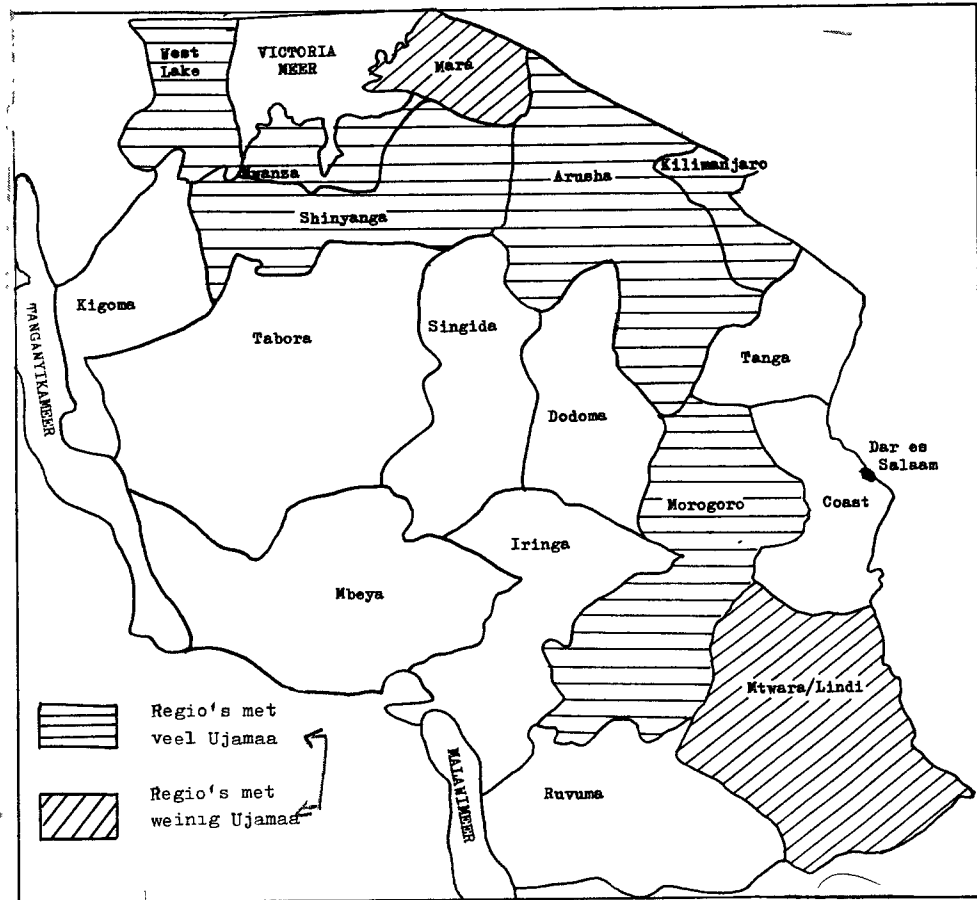 West
Lake
VICTORIA
MEER
Mara
Mwanza
Arusha
Kilimanjaro
Shinyanga
Kigoma
TANGANYIKAMEER
Tabora
Singida
Tanga
Dodoma
Dar es
Salaam
Morogoro
Coast
Iringa
Mbeya
Mtwara/Lindi
Regio's met
veel Ujamaa
MALAWIMEER
Ruvuma
Regio's met
weinig Ujamaa